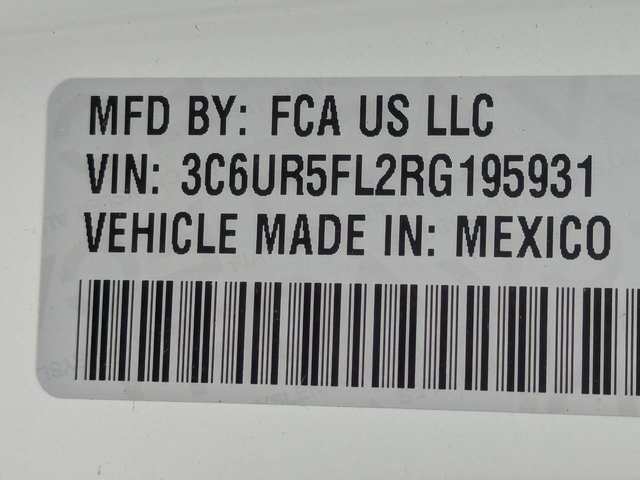 MFD BY: FCA US LLC
VIN: 3C6UR5FL2RG195931
VEHICLE MADE IN: MEXICO